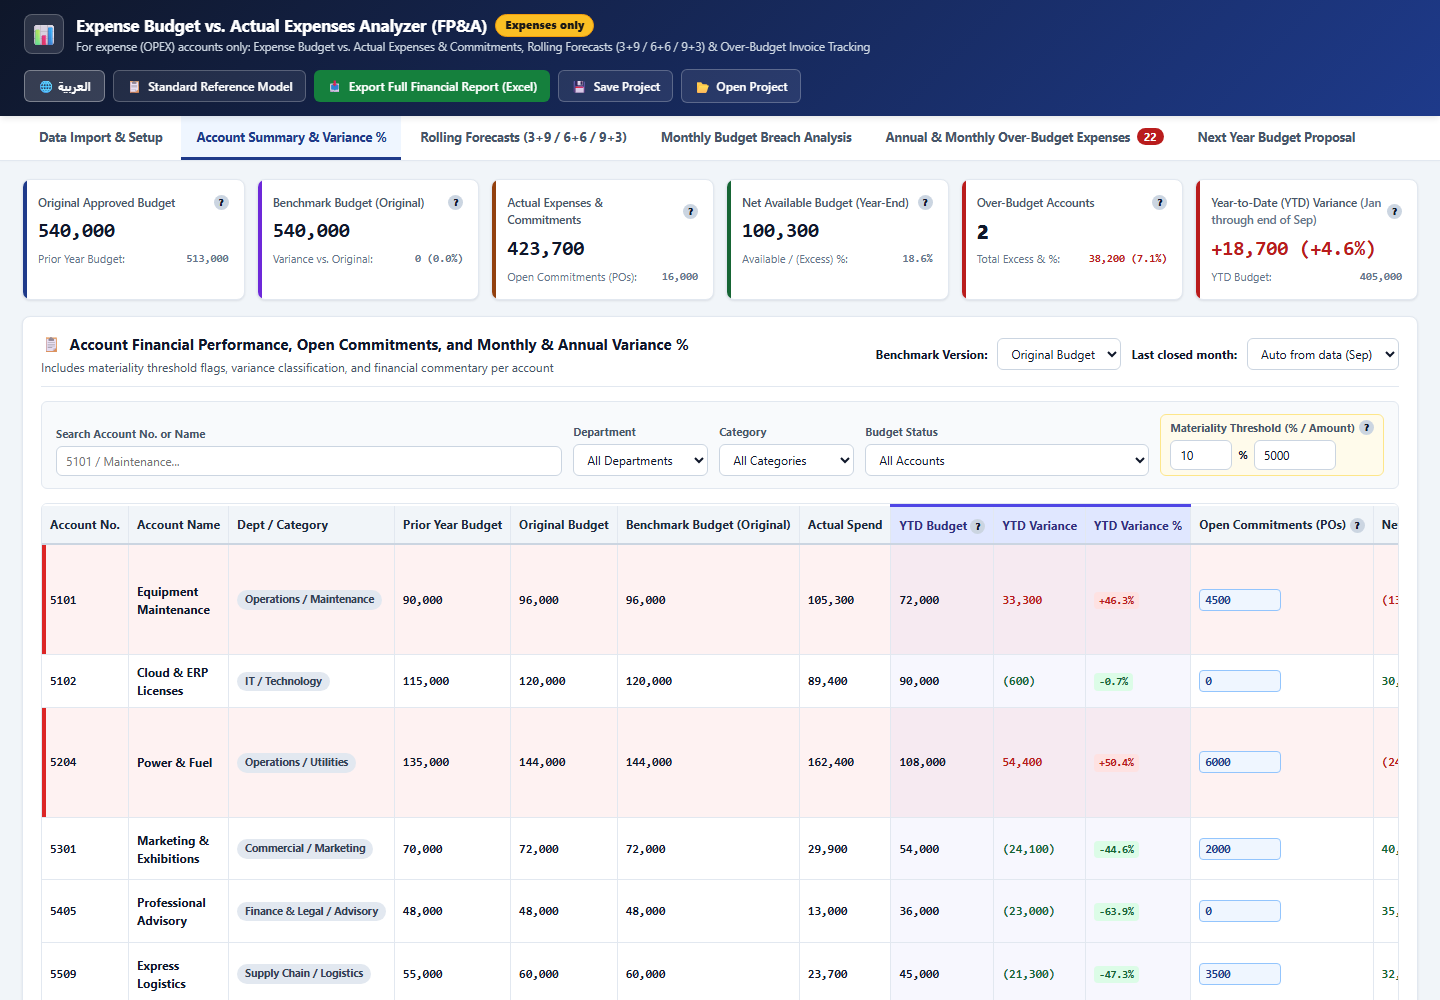 Expense Budget vs. Actual Expenses Analyzer (FP&A) Expenses only
For expense (OPEX) accounts only: Expense Budget vs. Actual Expenses & Commitments, Rolling Forecasts (3+9 / 6+6 / 9+3) & Over-Budget Invoice Tracking
العربية Standard Reference Model Export Full Financial Report (Excel) Save Project Open Project
Data Import & Setup Account Summary & Variance % Rolling Forecasts (3+9 / 6+6 / 9+3) Monthly Budget Breach Analysis Annual & Monthly Over-Budget Expenses 22 Next Year Budget Proposal
Original Approved Budget ?
540,000
Prior Year Budget: 513,000
Benchmark Budget (Original) ?
540,000
Variance vs. Original: 0 (0.0%)
Actual Expenses &
Commitments ?
423,700
Open Commitments (POs): 16,000
Net Available Budget (Year-End) ?
100,300
Available / (Excess) %: 18.6%
Over-Budget Accounts ?
2
Total Excess & %: 38,200 (7.1%)
Year-to-Date (YTD) Variance (Jan
through end of Sep) ?
+18,700 (+4.6%)
YTD Budget: 405,000
Account Financial Performance, Open Commitments, and Monthly & Annual Variance %
Includes materiality threshold flags, variance classification, and financial commentary per account
Benchmark Version: Original Budget Last closed month: Auto from data (Sep)
Search Account No. or Name
5101 / Maintenance...
Department
All Departments
Category
All Categories
Budget Status
All Accounts
Materiality Threshold (% / Amount) ?
10 % 5000
Account No. Account Name Dept / Category Prior Year Budget Original Budget Benchmark Budget (Original) Actual Spend YTD Budget ? YTD Variance YTD Variance % Open Commitments (POs) ? Ne
5101 Equipment Maintenance Operations / Maintenance 90,000 96,000 96,000 105,300 72,000 33,300 +46.3% 4500 (13
5102 Cloud & ERP Licenses IT / Technology 115,000 120,000 120,000 89,400 90,000 (600) -0.7% 0 30,
5204 Power & Fuel Operations / Utilities 135,000 144,000 144,000 162,400 108,000 54,400 +50.4% 6000 (24
5301 Marketing & Exhibitions Commercial / Marketing 70,000 72,000 72,000 29,900 54,000 (24,100) -44.6% 2000 40,
5405 Professional Advisory Finance & Legal / Advisory 48,000 48,000 48,000 13,000 36,000 (23,000) -63.9% 0 35,
5509 Express Logistics Supply Chain / Logistics 55,000 60,000 60,000 23,700 45,000 (21,300) -47.3% 3500 32,